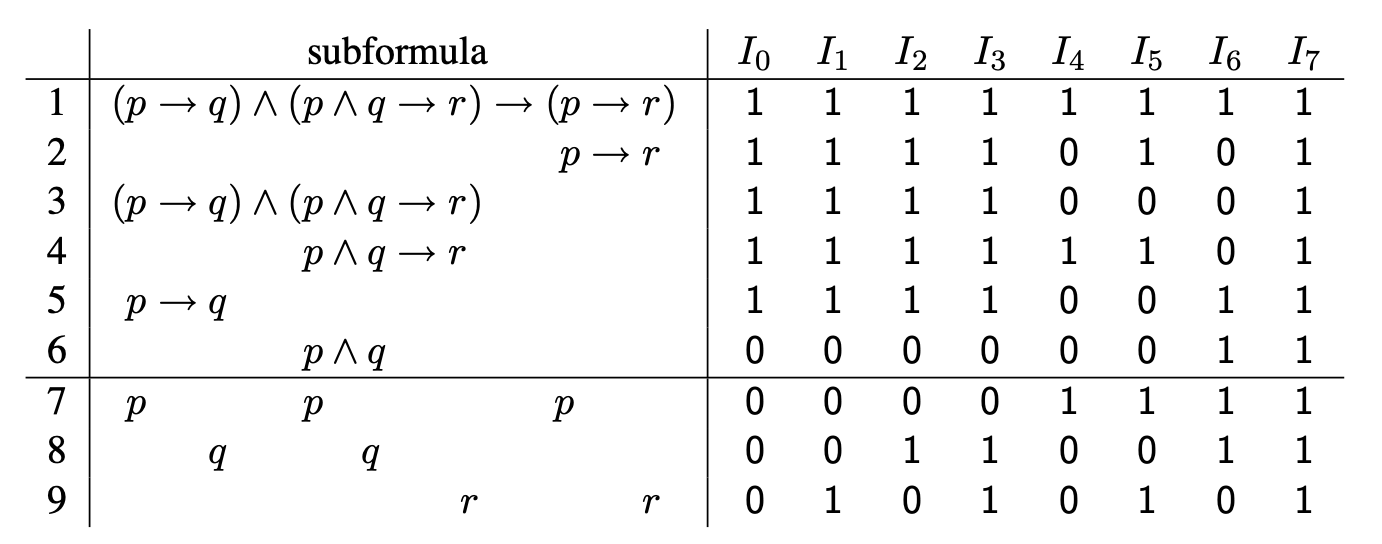 subformula I₀ I₁ I₂ I₃ I₄ I₅ I₆ I₇
1 (p → q) ∧ (p ∧ q → r) → (p → r) 1 1 1 1 1 1 1 1
2 p → r 1 1 1 1 0 1 0 1
3 (p → q) ∧ (p ∧ q → r) 1 1 1 1 0 0 0 1
4 p ∧ q → r 1 1 1 1 1 1 0 1
5 p → q 1 1 1 1 0 0 1 1
6 p ∧ q 0 0 0 0 0 0 1 1
7 p p p 0 0 0 0 1 1 1 1
8 q q 0 0 1 1 0 0 1 1
9 r r 0 1 0 1 0 1 0 1